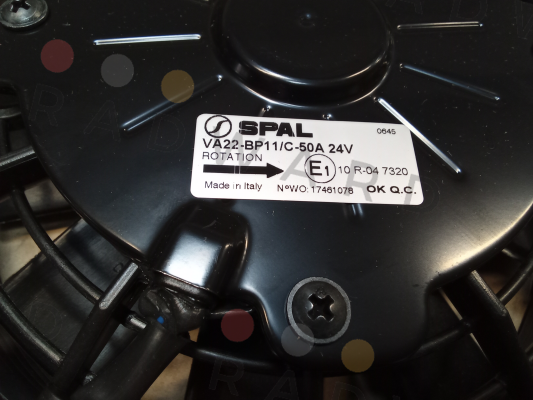 SPAL 0645
VA22-BP11/C-50A 24V
ROTATION
E1 10 R-04 7320
Made in Italy N°WO: 17461078 OK Q.C.